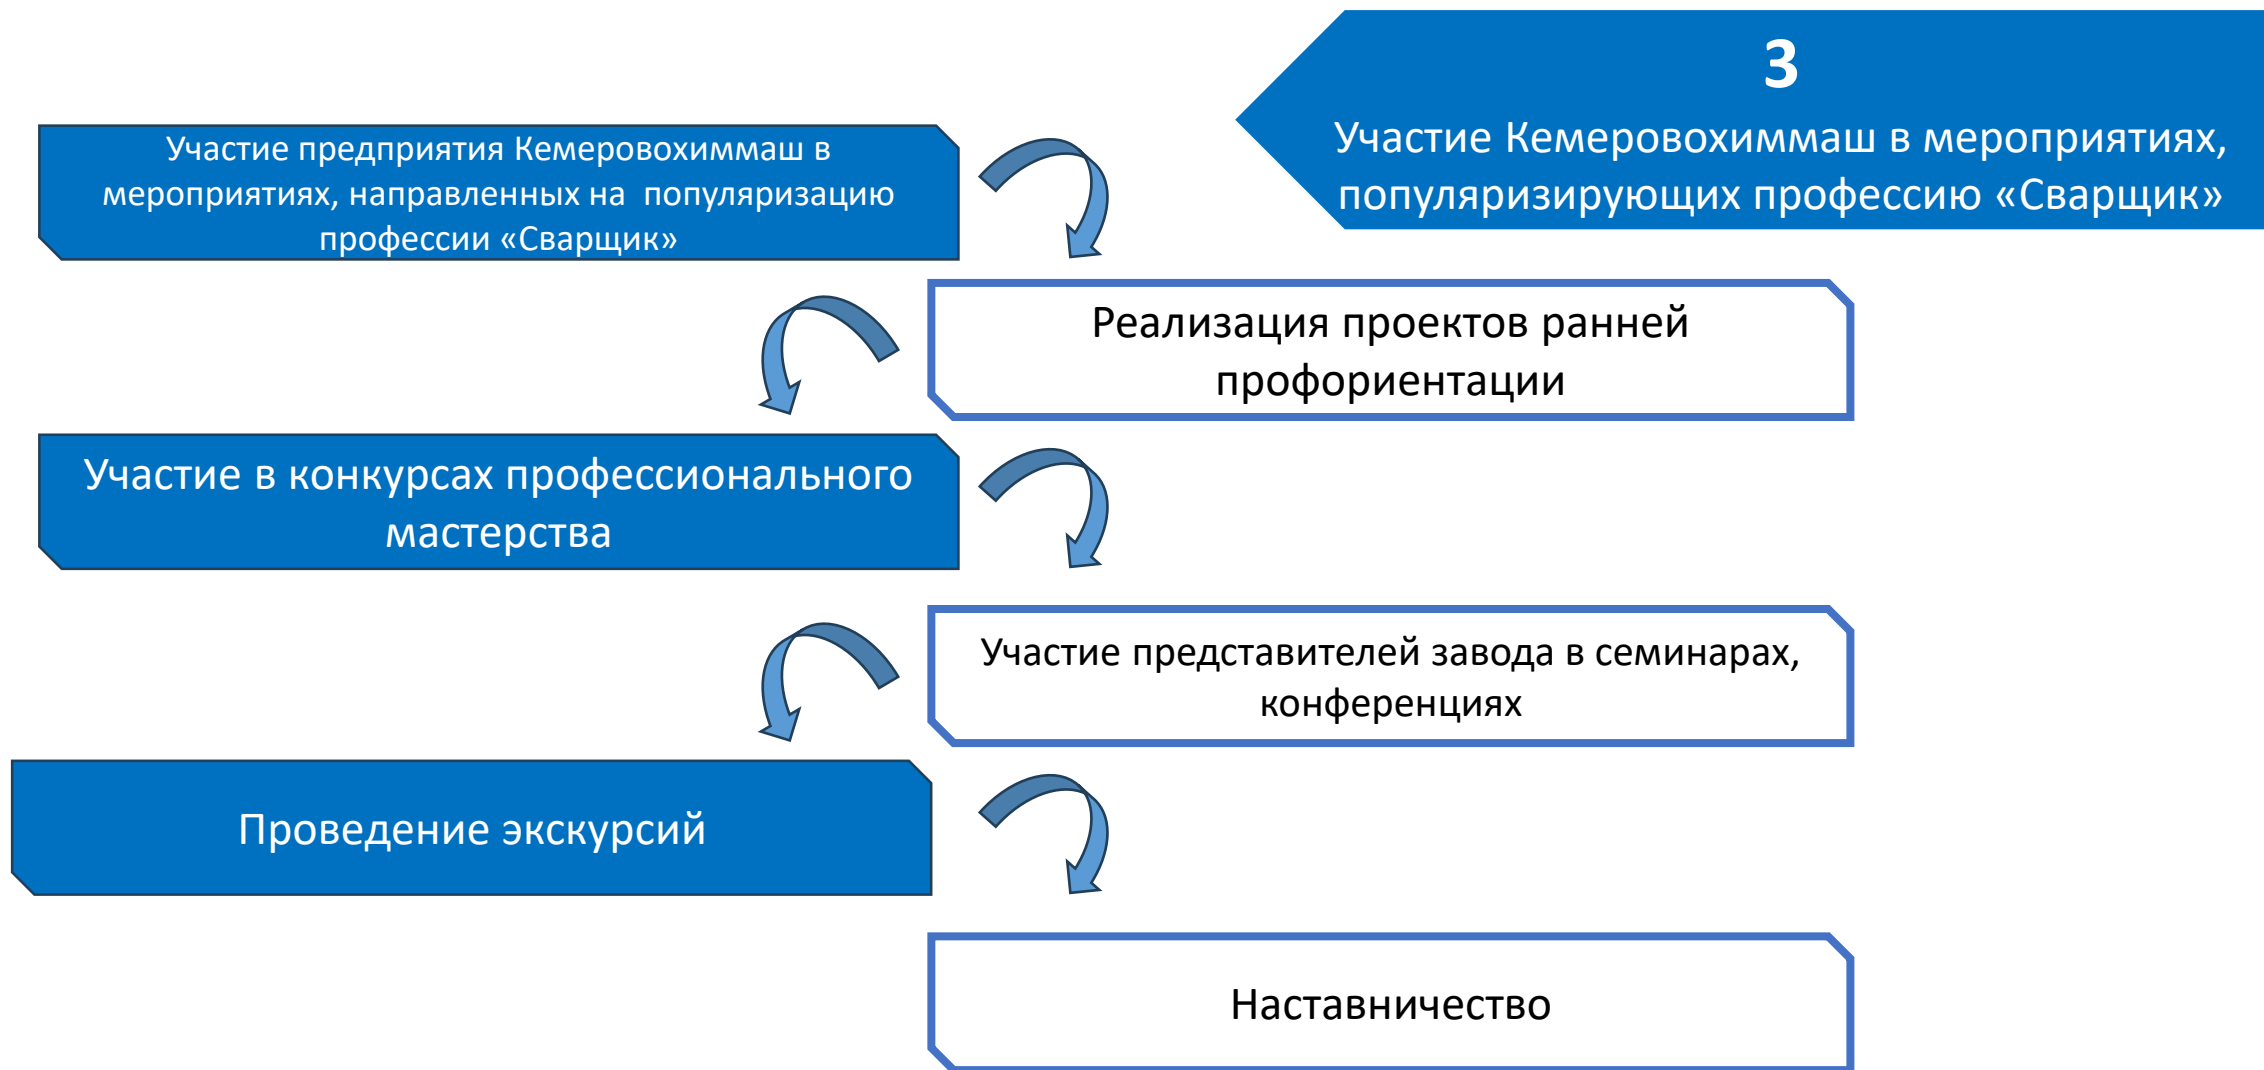 3
Участие Кемеровохиммаш в мероприятиях,
популяризирующих профессию «Сварщик»
Участие предприятия Кемеровохиммаш в
мероприятиях, направленных на популяризацию
профессии «Сварщик»
Реализация проектов ранней
профориентации
Участие в конкурсах профессионального
мастерства
Участие представителей завода в семинарах,
конференциях
Проведение экскурсий
Наставничество